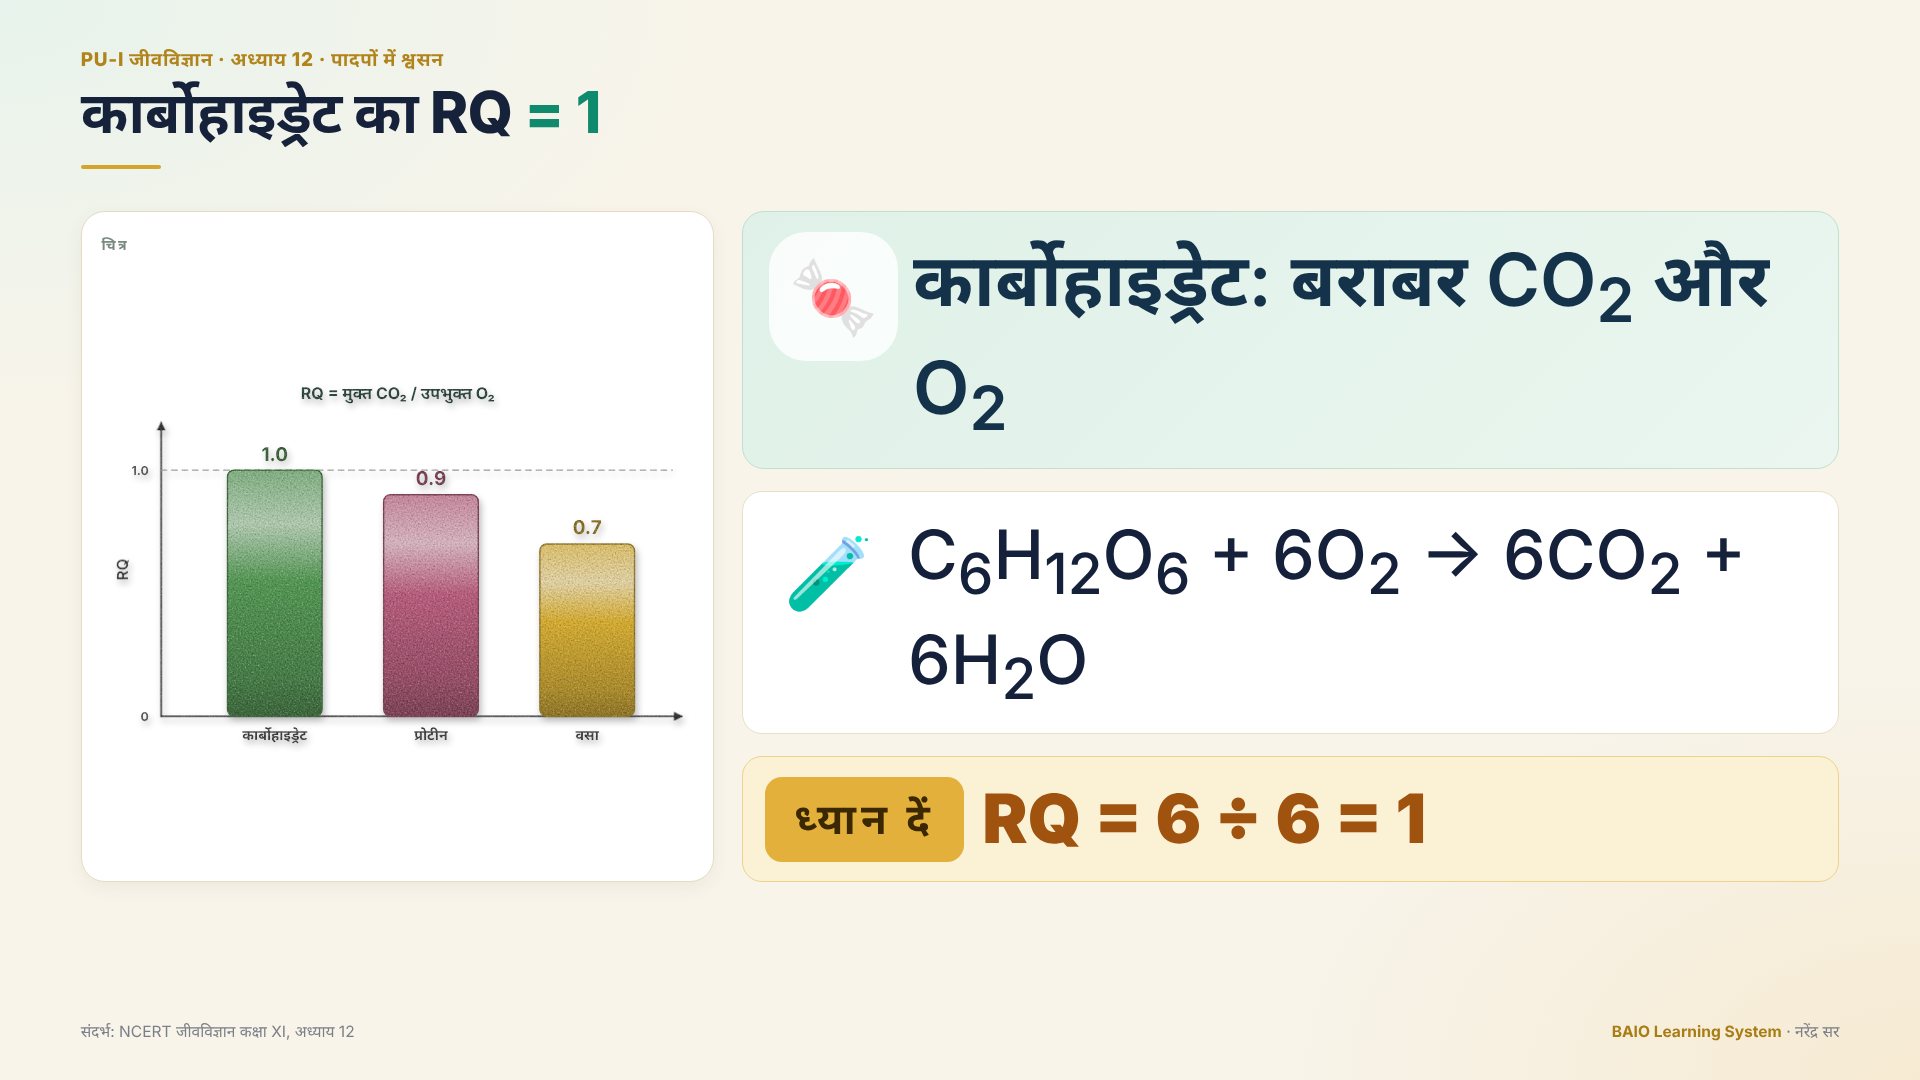 PU-I जीवविज्ञान · अध्याय 12 · पादपों में श्वसन
कार्बोहाइड्रेट का RQ = 1
चित्र
RQ = मुक्त CO₂ / उपभुक्त O₂
1.0
1.0
0.9
0.7
RQ
0
कार्बोहाइड्रेट
प्रोटीन
वसा
कार्बोहाइड्रेट: बराबर CO₂ और
O₂
C₆H₁₂O₆ + 6O₂ → 6CO₂ +
6H₂O
ध्यान दें
RQ = 6 ÷ 6 = 1
संदर्भ: NCERT जीवविज्ञान कक्षा XI, अध्याय 12
BAIO Learning System · नरेंद्र सर